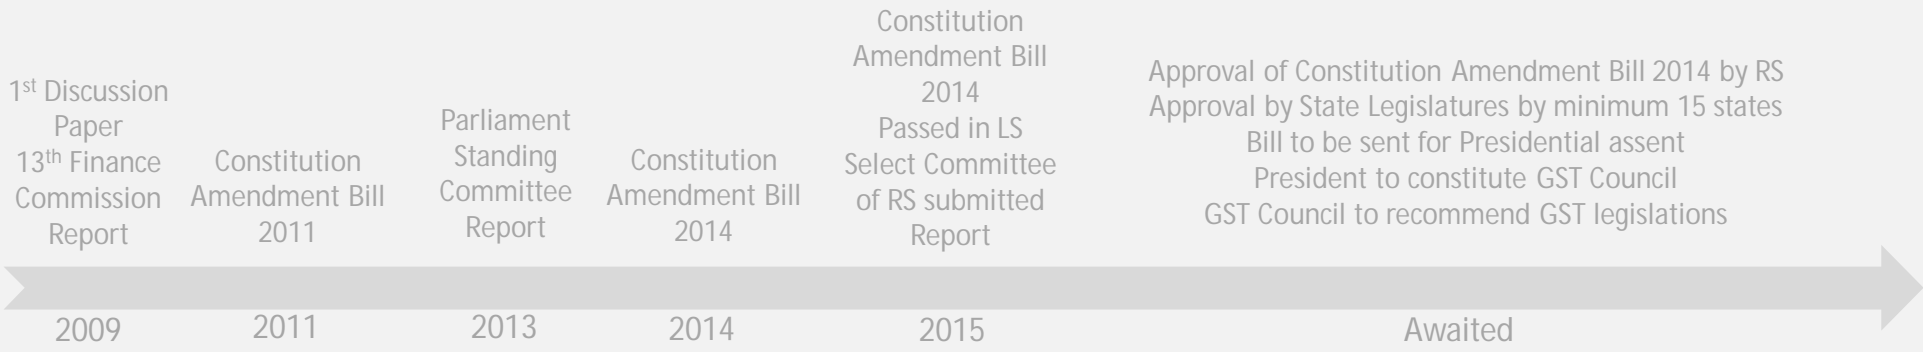 1st Discussion
Paper
13th Finance
Commission
Report
Constitution
Amendment Bill
2011
Parliament
Standing
Committee
Report
Constitution
Amendment Bill
2014
Constitution
Amendment Bill
2014
Passed in LS
Select Committee
of RS submitted
Report
Approval of Constitution Amendment Bill 2014 by RS
Approval by State Legislatures by minimum 15 states
Bill to be sent for Presidential assent
President to constitute GST Council
GST Council to recommend GST legislations
2009
2011
2013
2014
2015
Awaited